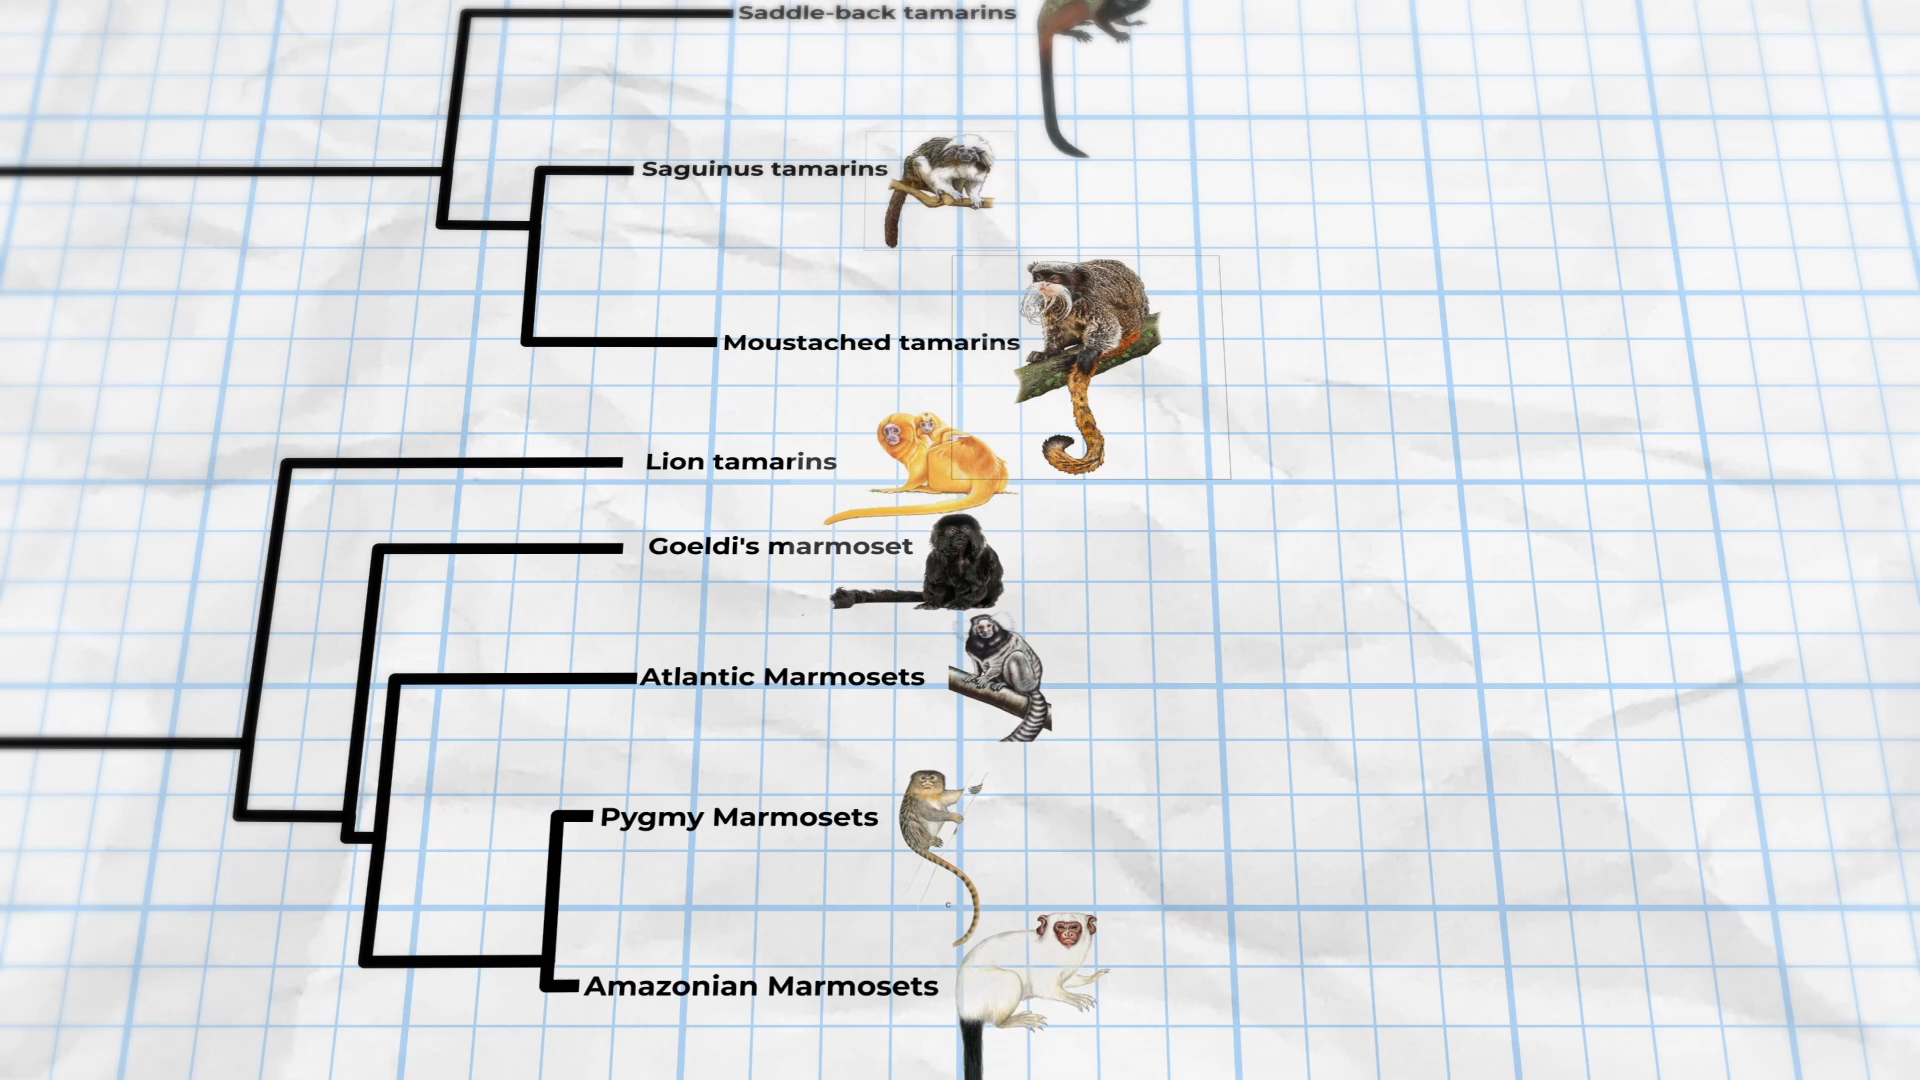 Saddle-back tamarins
Saguinus tamarins
Moustached tamarins
Lion tamarins
Goeldi's marmoset
Atlantic Marmosets
Pygmy Marmosets
c
Amazonian Marmosets